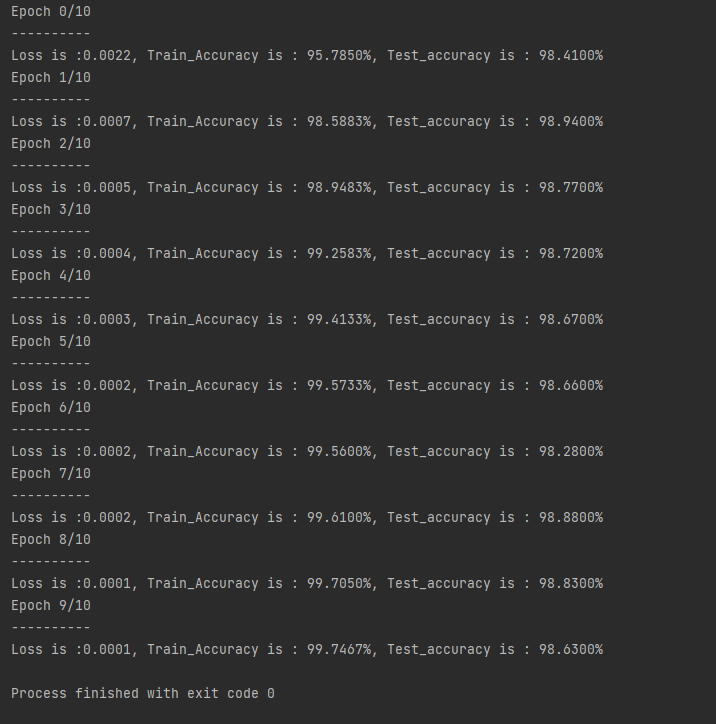 Epoch 0/10
----------
Loss is :0.0022, Train_Accuracy is : 95.7850%, Test_accuracy is : 98.4100%
Epoch 1/10
----------
Loss is :0.0007, Train_Accuracy is : 98.5883%, Test_accuracy is : 98.9400%
Epoch 2/10
----------
Loss is :0.0005, Train_Accuracy is : 98.9483%, Test_accuracy is : 98.7700%
Epoch 3/10
----------
Loss is :0.0004, Train_Accuracy is : 99.2583%, Test_accuracy is : 98.7200%
Epoch 4/10
----------
Loss is :0.0003, Train_Accuracy is : 99.4133%, Test_accuracy is : 98.6700%
Epoch 5/10
----------
Loss is :0.0002, Train_Accuracy is : 99.5733%, Test_accuracy is : 98.6600%
Epoch 6/10
----------
Loss is :0.0002, Train_Accuracy is : 99.5600%, Test_accuracy is : 98.2800%
Epoch 7/10
----------
Loss is :0.0002, Train_Accuracy is : 99.6100%, Test_accuracy is : 98.8800%
Epoch 8/10
----------
Loss is :0.0001, Train_Accuracy is : 99.7050%, Test_accuracy is : 98.8300%
Epoch 9/10
----------
Loss is :0.0001, Train_Accuracy is : 99.7467%, Test_accuracy is : 98.6300%
Process finished with exit code 0